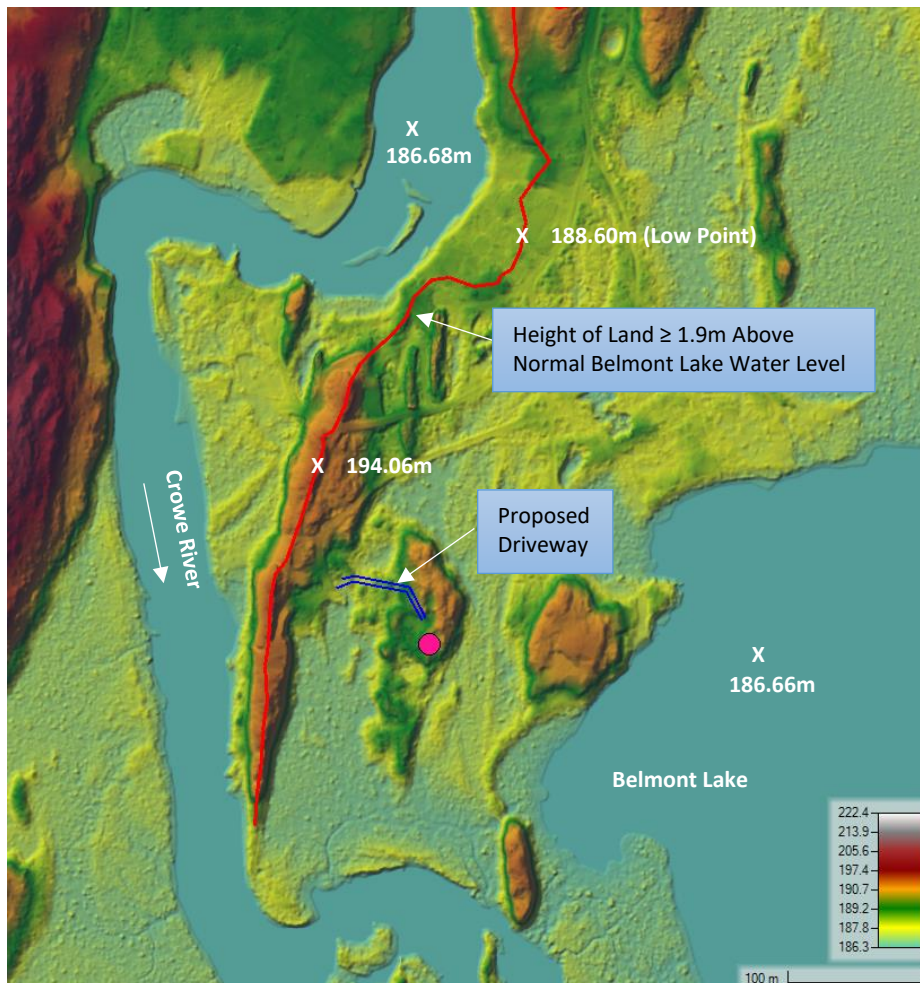 X
186.68m
X 188.60m (Low Point)
Height of Land ≥ 1.9m Above
Normal Belmont Lake Water Level
X 194.06m
Crowe River
Proposed
Driveway
X
186.66m
Belmont Lake
222.4
213.9
205.6
197.4
190.7
189.2
187.8
186.3
100 m